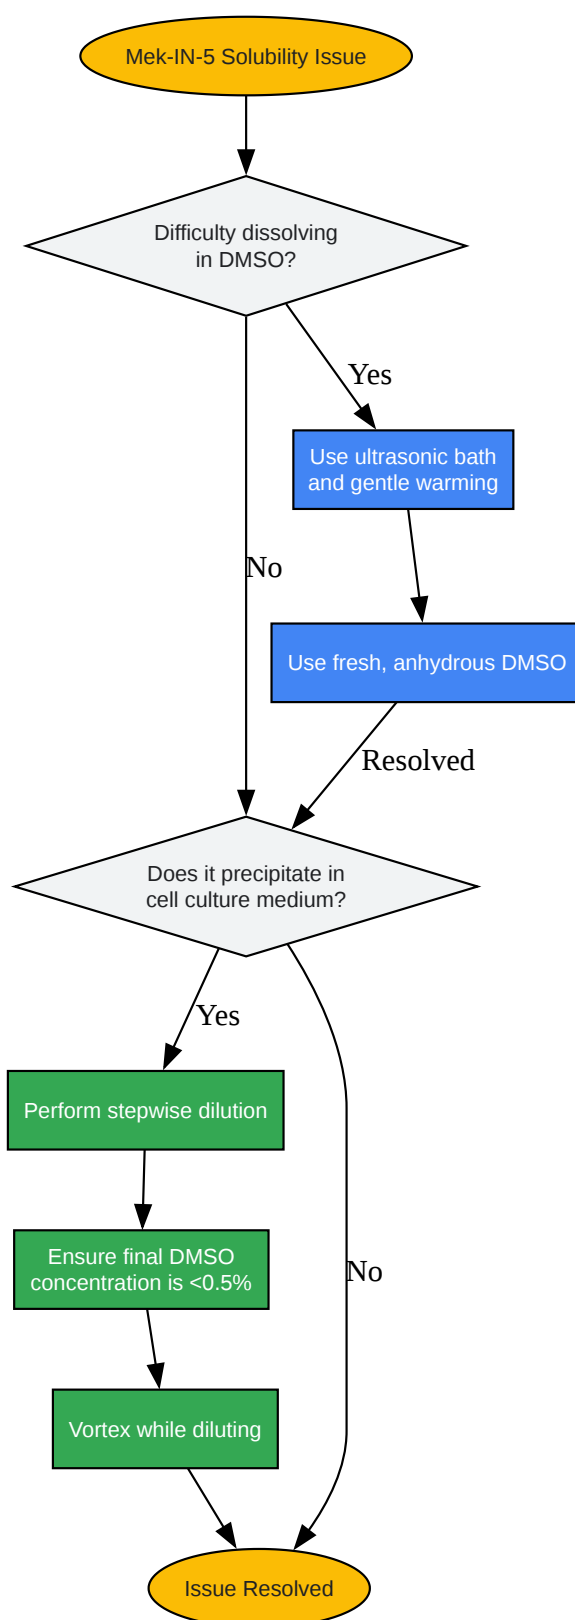 Mek-IN-5 Solubility Issue
Difficulty dissolving
in DMSO?
Yes
Use ultrasonic bath
and gentle warming
No
Use fresh, anhydrous DMSO
Resolved
Does it precipitate in
cell culture medium?
Yes
Perform stepwise dilution
Ensure final DMSO
concentration is <0.5%
No
Vortex while diluting
Issue Resolved